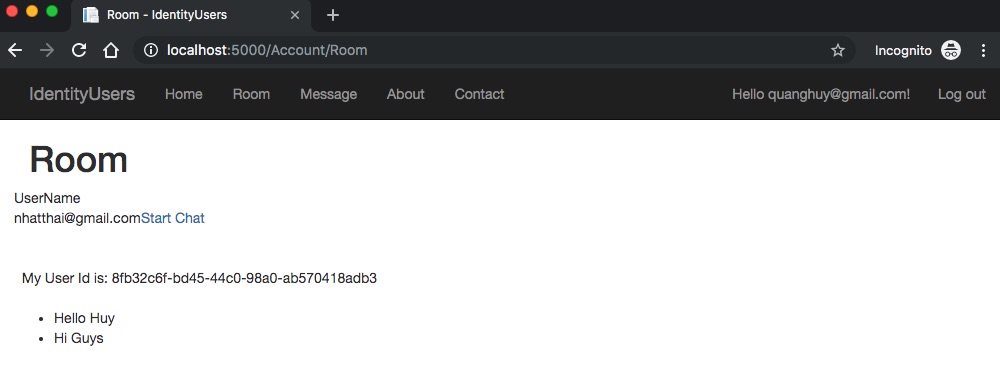 Room - IdentityUsers
localhost:5000/Account/Room
Incognito
IdentityUsers Home Room Message About Contact Hello quanghuy@gmail.com! Log out
Room
UserName
nhatthai@gmail.comStart Chat
My User Id is: 8fb32c6f-bd45-44c0-98a0-ab570418adb3
Hello Huy
Hi Guys